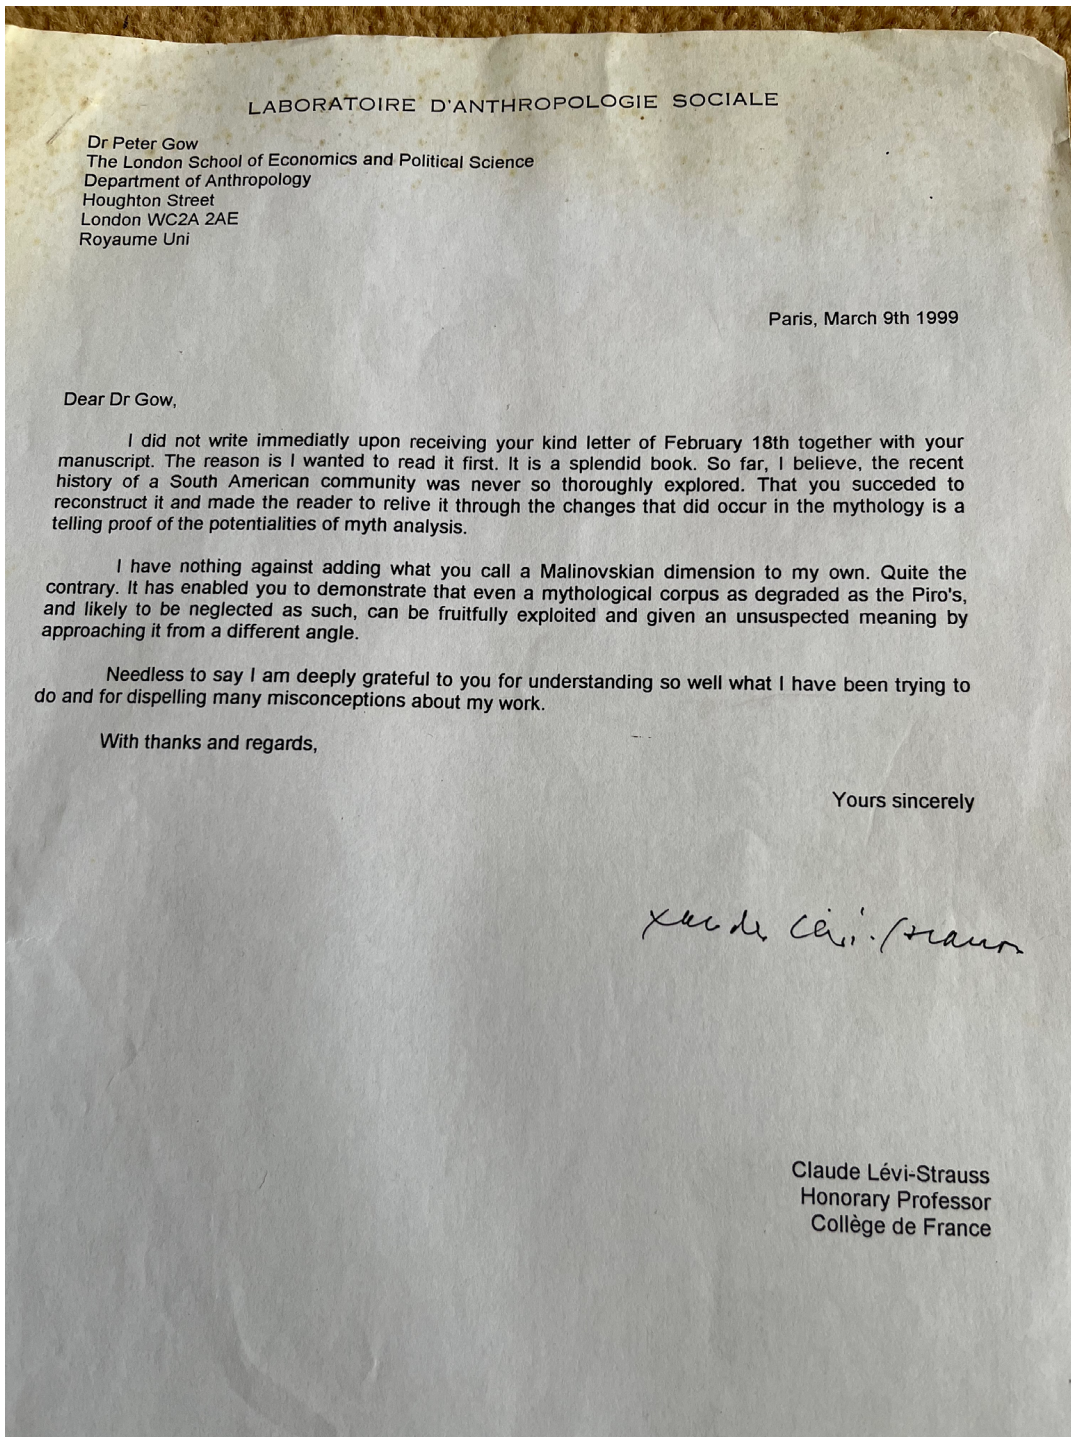 LABORATOIRE D'ANTHROPOLOGIE SOCIALE
Dr Peter Gow
The London School of Economics and Political Science
Department of Anthropology
Houghton Street
London WC2A 2AE
Royaume Uni
Paris, March 9th 1999
Dear Dr Gow,
I did not write immediatly upon receiving your kind letter of February 18th together with your
manuscript. The reason is I wanted to read it first. It is a splendid book. So far, I believe, the recent
history of a South American community was never so thoroughly explored. That you succeded to
reconstruct it and made the reader to relive it through the changes that did occur in the mythology is a
telling proof of the potentialities of myth analysis.
I have nothing against adding what you call a Malinovskian dimension to my own. Quite the
contrary. It has enabled you to demonstrate that even a mythological corpus as degraded as the Piro's,
and likely to be neglected as such, can be fruitfully exploited and given an unsuspected meaning by
approaching it from a different angle.
Needless to say I am deeply grateful to you for understanding so well what I have been trying to
do and for dispelling many misconceptions about my work.
With thanks and regards,
Yours sincerely
Claude Lévi-Strauss
Claude Lévi-Strauss
Honorary Professor
Collège de France